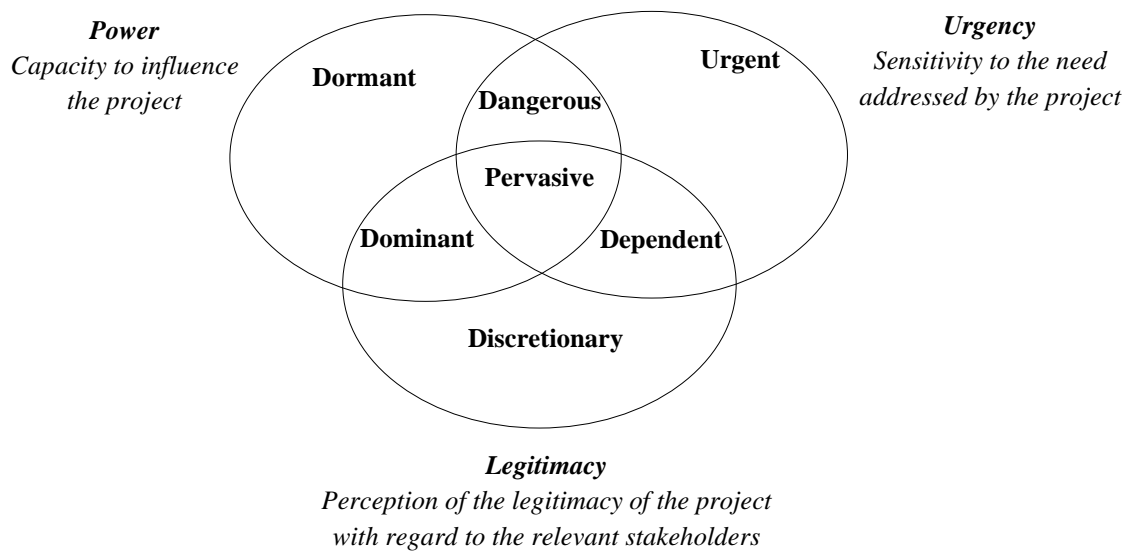 Power
Capacity to influence
the project
Urgency
Sensitivity to the need
addressed by the project
Dormant
Urgent
Dangerous
Pervasive
Dominant
Dependent
Discretionary
Legitimacy
Perception of the legitimacy of the project
with regard to the relevant stakeholders